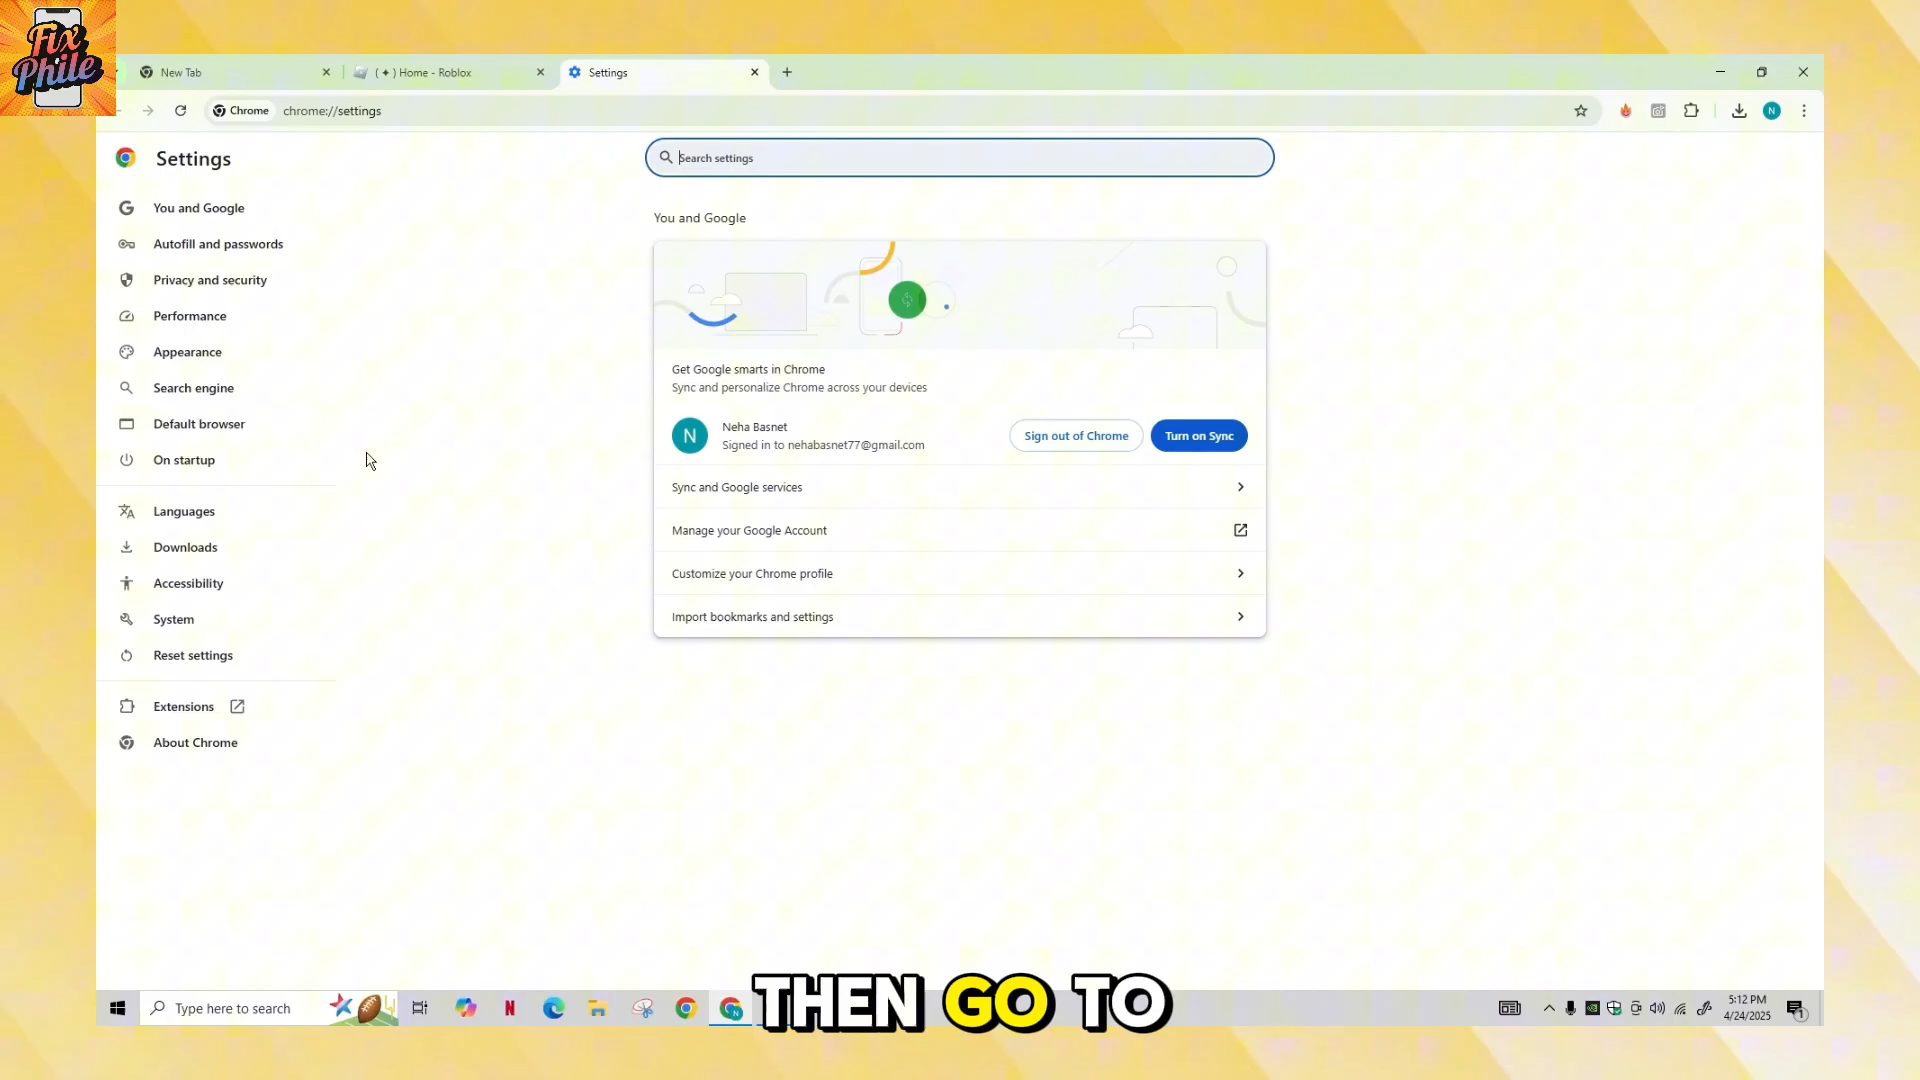 Fix
Phile
New Tab
( ✦ ) Home - Roblox
Settings
Chrome
chrome://settings
N
Settings
Search settings
You and Google
Autofill and passwords
Privacy and security
Performance
Appearance
Search engine
Default browser
On startup
Languages
Downloads
Accessibility
System
Reset settings
Extensions
About Chrome
You and Google
Get Google smarts in Chrome
Sync and personalize Chrome across your devices
N
Neha Basnet
Signed in to nehabasnet77@gmail.com
Sign out of Chrome
Turn on Sync
Sync and Google services
Manage your Google Account
Customize your Chrome profile
Import bookmarks and settings
THEN GO TO
Type here to search
5:12 PM
4/24/2025
1